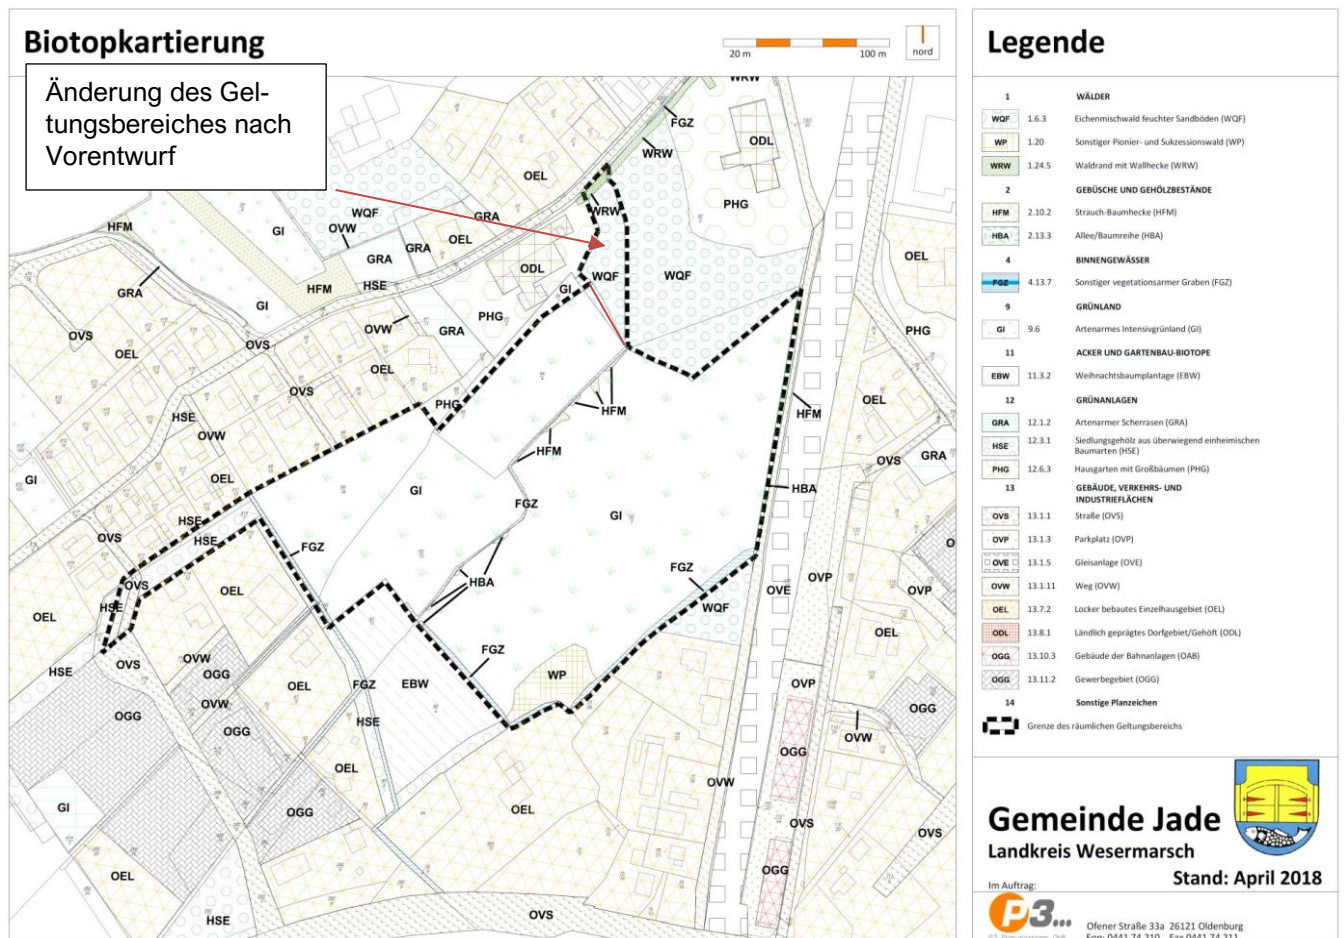 Biotopkartierung
20 m
100 m
nord
Änderung des Gel-
tungsbereiches nach
Vorentwurf
WRW
FGZ
WRW
ODL
OEL
PHG
WQF
OVW
GRA
WRW
HFM
GI
GRA
OEL
GRA
OEL
ODL
WQF
WQF
GRA
HFM
HSE
GI
GI
PHG
OVS
OVW
GRA
PHG
OEL
OVS
OEL
OVS
PHG
HFM
HFM
OEL
HSE
OVW
HFM
OVS
GRA
GI
OEL
GI
HBA
FGZ
GI
HSE
OVS
HSE
FGZ
FGZ
OVS
HBA
OVE
OVP
OVP
O
OEL
HSE
OEL
WQF
OEL
OVS
OVW
FGZ
HSE
OGG
OEL
FGZ
EBW
WP
OVP
OVW
OGG
HSE
OGG
OGG
OGG
OVW
OEL
OVW
GI
OGG
OEL
OVS
OVS
OEL
OGG
HSE
OVS
Legende
1 WÄLDER
WQF 1.6.3 Eichenmischwald feuchter Sandböden (WQF)
WP 1.20 Sonstiger Pionier- und Sukzessionswald (WP)
WRW 1.24.5 Waldrand mit Wallhecke (WRW)
2 GEBÜSCHE UND GEHÖLZBESTÄNDE
HFM 2.10.2 Strauch-Baumhecke (HFM)
HBA 2.13.3 Allee/Baumreihe (HBA)
4 BINNENGEWÄSSER
FGZ 4.13.7 Sonstiger vegetationsarmer Graben (FGZ)
9 GRÜNLAND
GI 9.6 Artenarmes Intensivgrünland (GI)
11 ACKER UND GARTENBAU-BIOTOPE
EBW 11.3.2 Weihnachtsbaumplantage (EBW)
12 GRÜNANLAGEN
GRA 12.1.2 Artenarmer Scherrasen (GRA)
HSE 12.3.1 Siedlungsgehölz aus überwiegend einheimischen
Baumarten (HSE)
PHG 12.6.3 Hausgarten mit Großbäumen (PHG)
13 GEBÄUDE, VERKEHRS- UND
INDUSTRIEFLÄCHEN
OVS 13.1.1 Straße (OVS)
OVP 13.1.3 Parkplatz (OVP)
OVE 13.1.5 Gleisanlage (OVE)
OVW 13.1.11 Weg (OVW)
OEL 13.7.2 Locker bebautes Einzelhausgebiet (OEL)
ODL 13.8.1 Ländlich geprägtes Dorfgebiet/Gehöft (ODL)
OGG 13.10.3 Gebäude der Bahnanlagen (OAB)
OGG 13.11.2 Gewerbegebiet (OGG)
14 Sonstige Planzeichen
Grenze des räumlichen Geltungsbereichs
Gemeinde Jade
Landkreis Wesermarsch
Stand: April 2018
Im Auftrag:
P3...
Ofener Straße 33a 26121 Oldenburg
Fon: 0441 74 210 Fax 0441 74 211